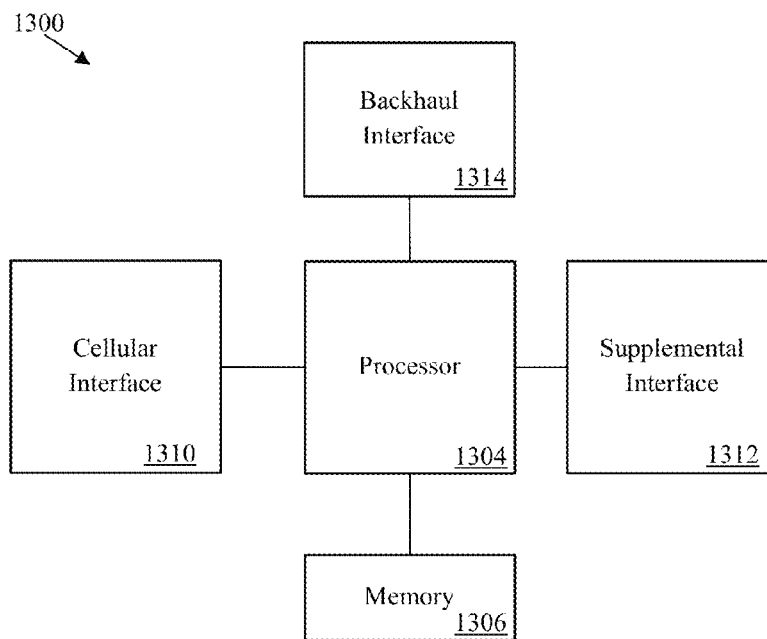 1300
Backhaul
Interface
1314
Cellular
Interface
1310
Processor
1304
Supplemental
Interface
1312
Memory
1306